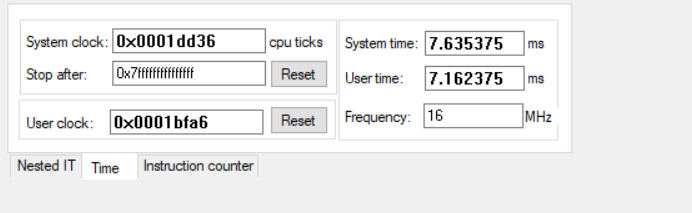 System clock: 0x0001dd36 cpu ticks
Stop after: 0x7fffffffffffffff Reset
User clock: 0x0001bfa6 Reset
System time: 7.635375 ms
User time: 7.162375 ms
Frequency: 16 MHz
Nested IT Time Instruction counter